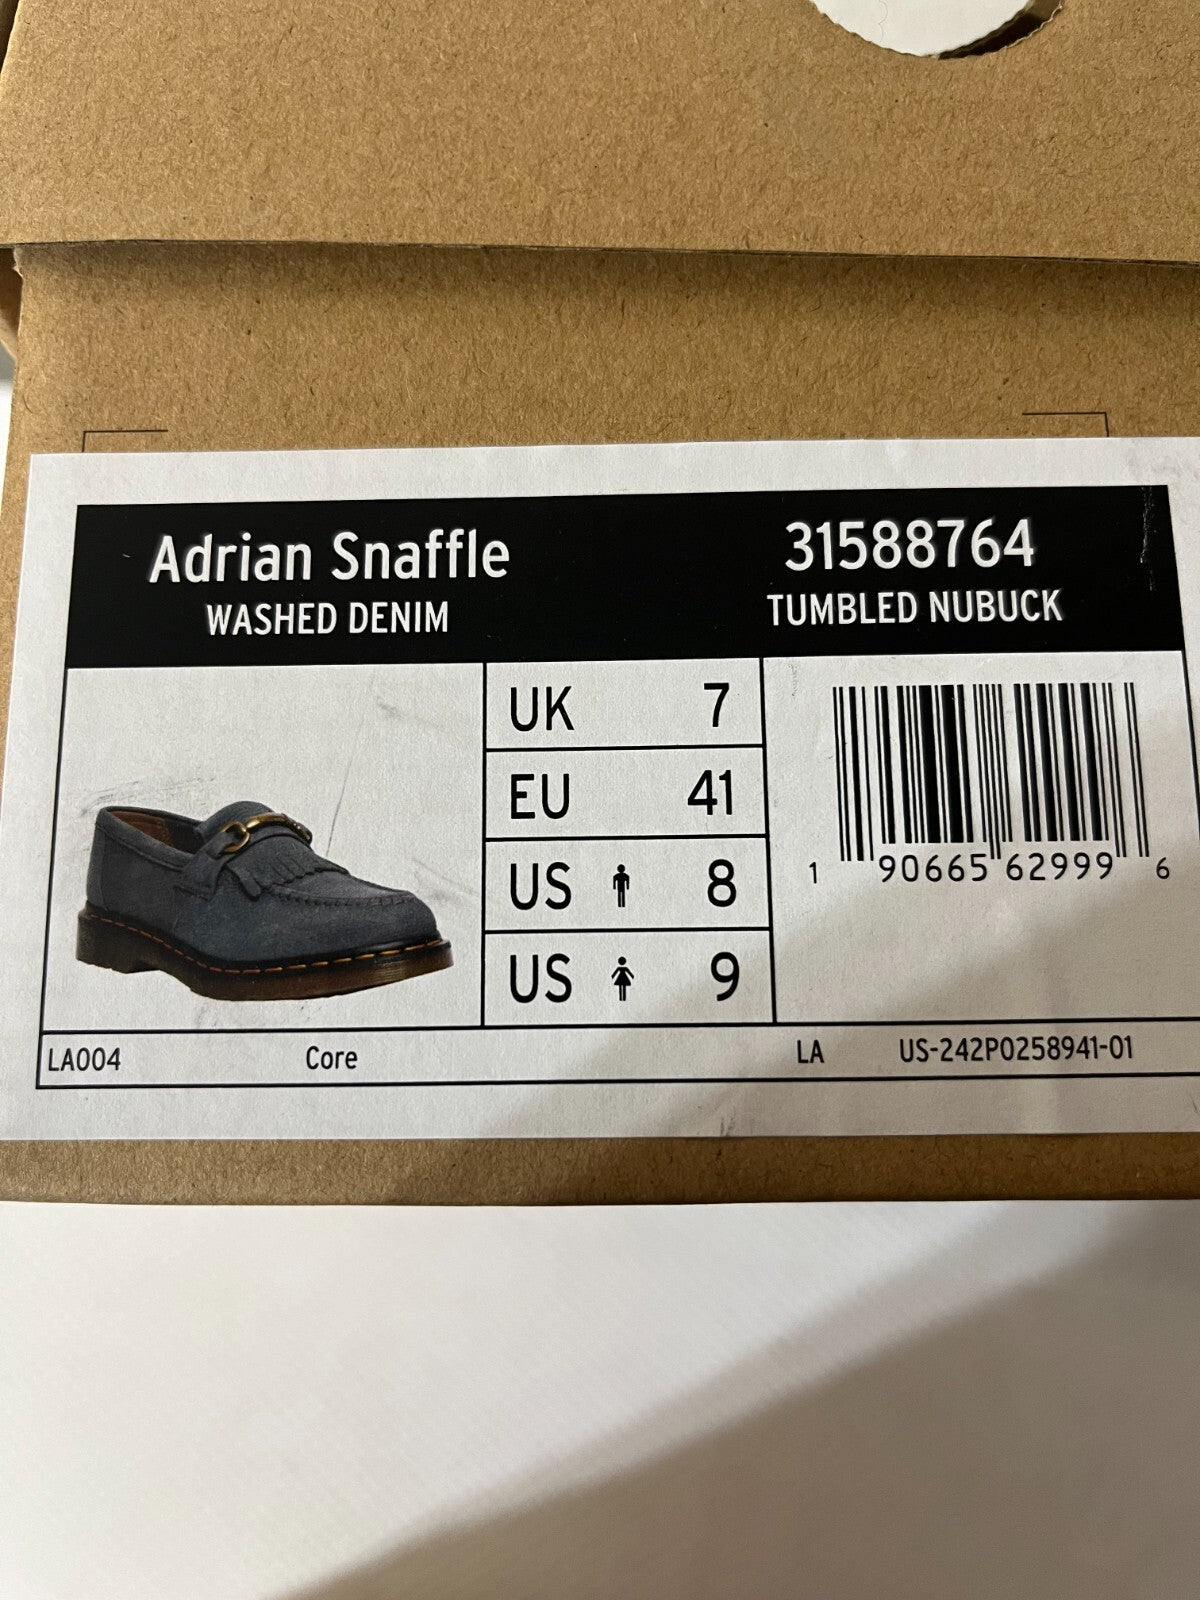 Adrian Snaffle
WASHED DENIM
31588764
TUMBLED NUBUCK
UK 7
EU 41
US 8
US 9
1 90665 62999 6
LA004 Core LA US-242P0258941-01